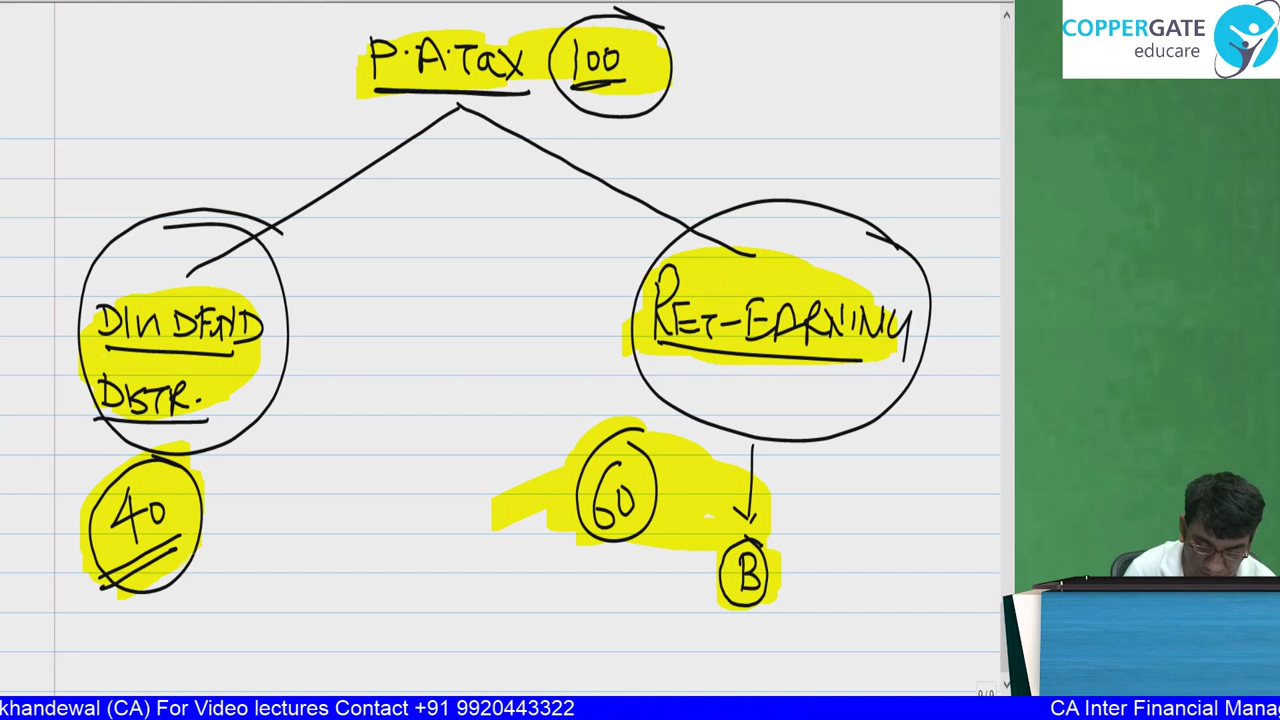 P.A.Tax 100
COPPERGATE
educare
DIVIDEND
DISTR.
RET-EARNING
40
60
B
khandewal (CA) For Video lectures Contact +91 9920443322
CA Inter Financial Mana